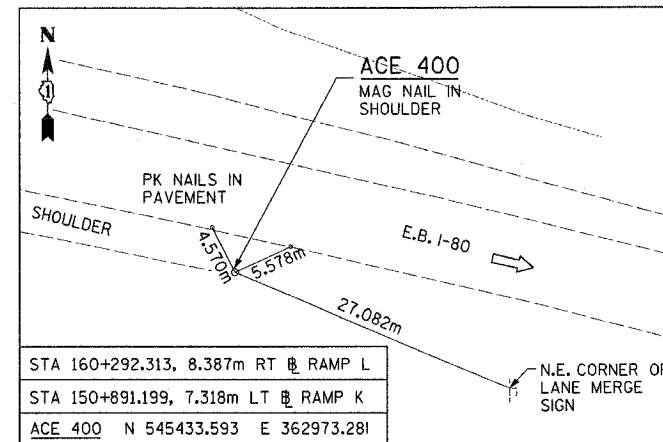 N
1
ACE 400
MAG NAIL IN
SHOULDER
PK NAILS IN
PAVEMENT
SHOULDER
4.570m
5.578m
E.B. I-80
27.082m
N.E. CORNER OF
LANE MERGE
SIGN
STA 160+292.313, 8.387m RT ℄ RAMP L
STA 150+891.199, 7.318m LT ℄ RAMP K
ACE 400 N 545433.593 E 362973.281